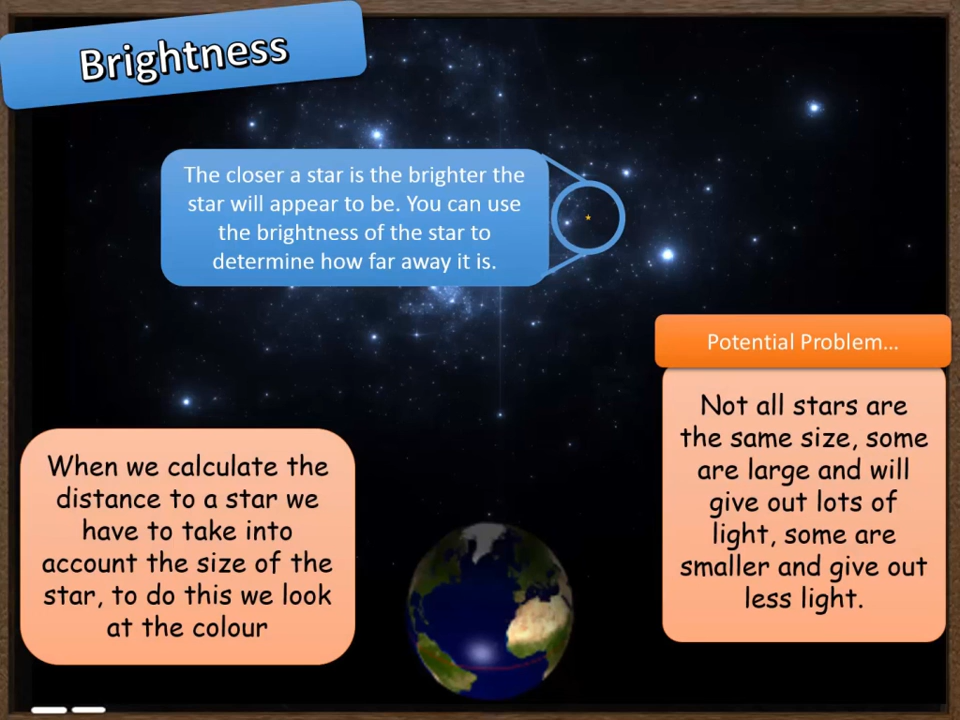 Brightness
The closer a star is the brighter the
star will appear to be. You can use
the brightness of the star to
determine how far away it is.
Potential Problem...
Not all stars are
the same size, some
are large and will
give out lots of
light, some are
smaller and give out
less light.
When we calculate the
distance to a star we
have to take into
account the size of the
star, to do this we look
at the colour